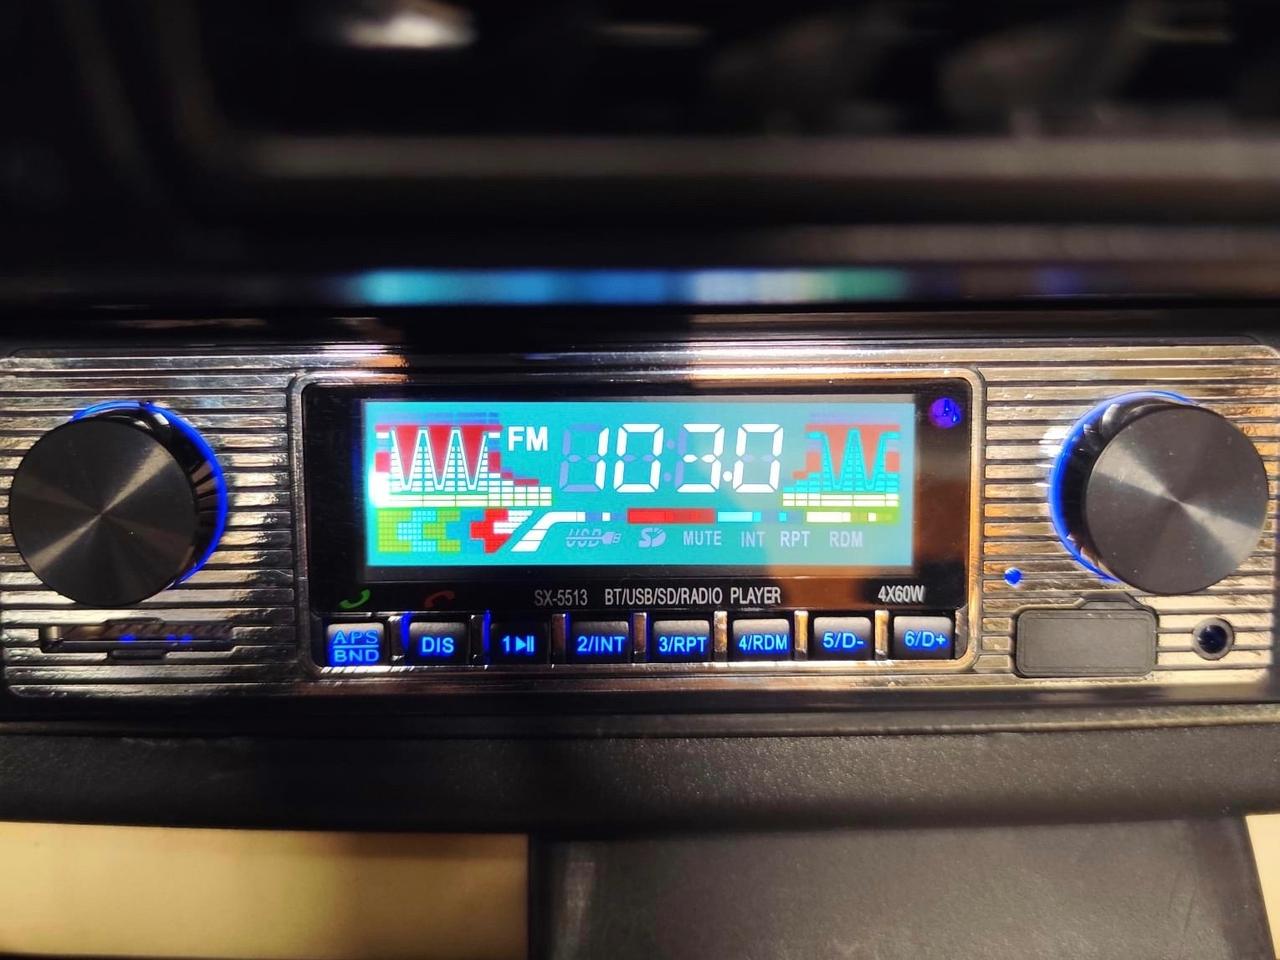 FM 103.0
USB SD MUTE INT RPT RDM
SX-5513 BT/USB/SD/RADIO PLAYER 4X60W
APS
BND
DIS 1 2/INT 3/RPT 4/RDM 5/D- 6/D+